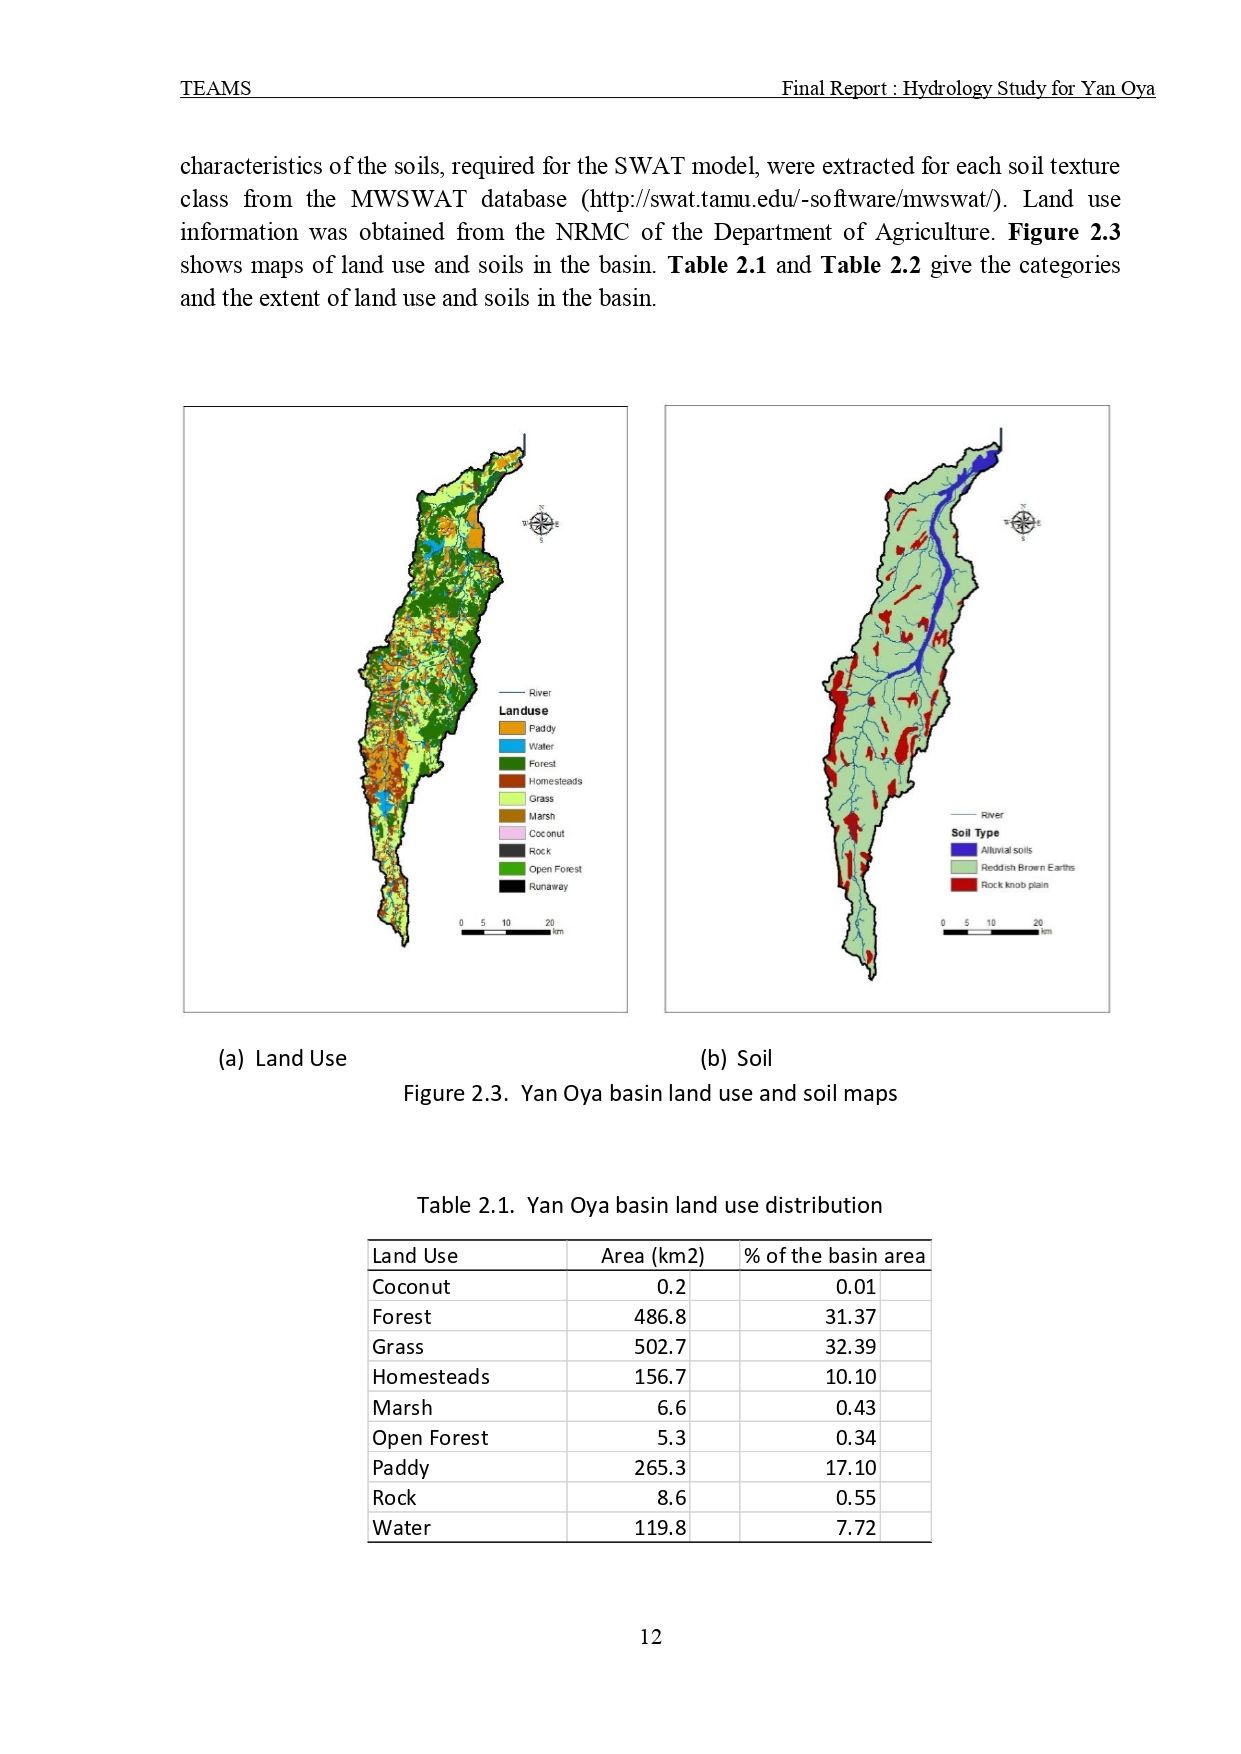 TEAMS Final Report : Hydrology Study for Yan Oya
characteristics of the soils, required for the SWAT model, were extracted for each soil texture
class from the MWSWAT database (http://swat.tamu.edu/-software/mwswat/). Land use
information was obtained from the NRMC of the Department of Agriculture. Figure 2.3
shows maps of land use and soils in the basin. Table 2.1 and Table 2.2 give the categories
and the extent of land use and soils in the basin.
N
W E
S
River
Landuse
Paddy
Water
Forest
Homesteads
Grass
Marsh
Coconut
Rock
Open Forest
Runaway
0 5 10 20
km
N
W E
S
River
Soil Type
Alluvial soils
Reddish Brown Earths
Rock knob plain
0 5 10 20
km
(a) Land Use (b) Soil
Figure 2.3. Yan Oya basin land use and soil maps
Table 2.1. Yan Oya basin land use distribution
Land Use Area (km2) % of the basin area
Coconut 0.2 0.01
Forest 486.8 31.37
Grass 502.7 32.39
Homesteads 156.7 10.10
Marsh 6.6 0.43
Open Forest 5.3 0.34
Paddy 265.3 17.10
Rock 8.6 0.55
Water 119.8 7.72
12